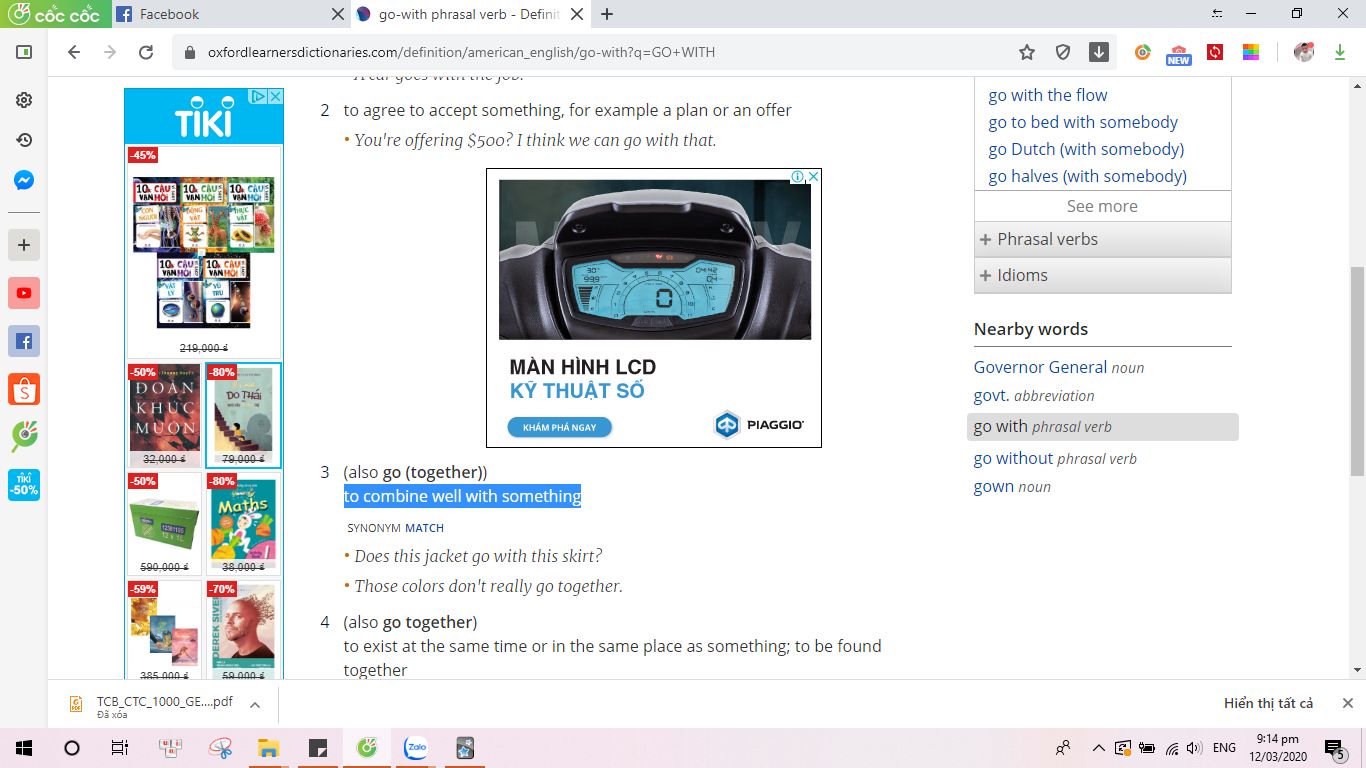 cốc cốc
Facebook
go-with phrasal verb - Definit
oxfordlearnersdictionaries.com/definition/american_english/go-with?q=GO+WITH
NEW
A car goes with the job.
2 to agree to accept something, for example a plan or an offer
• You're offering $500? I think we can go with that.
TIKI
-45%
219,000 ₫
-50%
ĐOẢN
KHÚC
MUỘN
32,000 ₫
-80%
DO THÁI
79,000 ₫
-50%
590,000 ₫
-80%
Maths
38,000 ₫
-59%
385,000 ₫
-70%
DEREK SIVERS
59,000 ₫
MÀN HÌNH LCD
KỸ THUẬT SỐ
KHÁM PHÁ NGAY
PIAGGIO
3 (also go (together))
to combine well with something
SYNONYM MATCH
• Does this jacket go with this skirt?
• Those colors don't really go together.
4 (also go together)
to exist at the same time or in the same place as something; to be found
together
go with the flow
go to bed with somebody
go Dutch (with somebody)
go halves (with somebody)
See more
+ Phrasal verbs
+ Idioms
Nearby words
Governor General noun
govt. abbreviation
go with phrasal verb
go without phrasal verb
gown noun
TIKI
-50%
TCB_CTC_1000_GE....pdf
Đã xóa
Hiển thị tất cả
Zalo
ENG
9:14 pm
12/03/2020
5